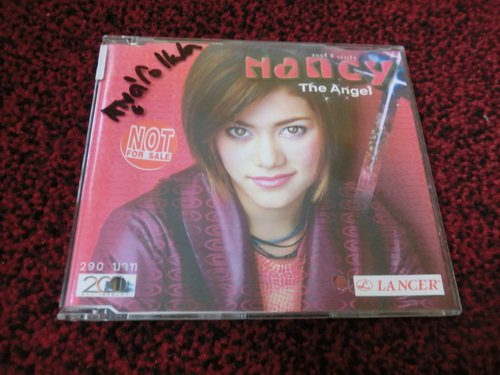 Nancy
The Angel
NOT
FOR SALE
290 บาท
LANCER